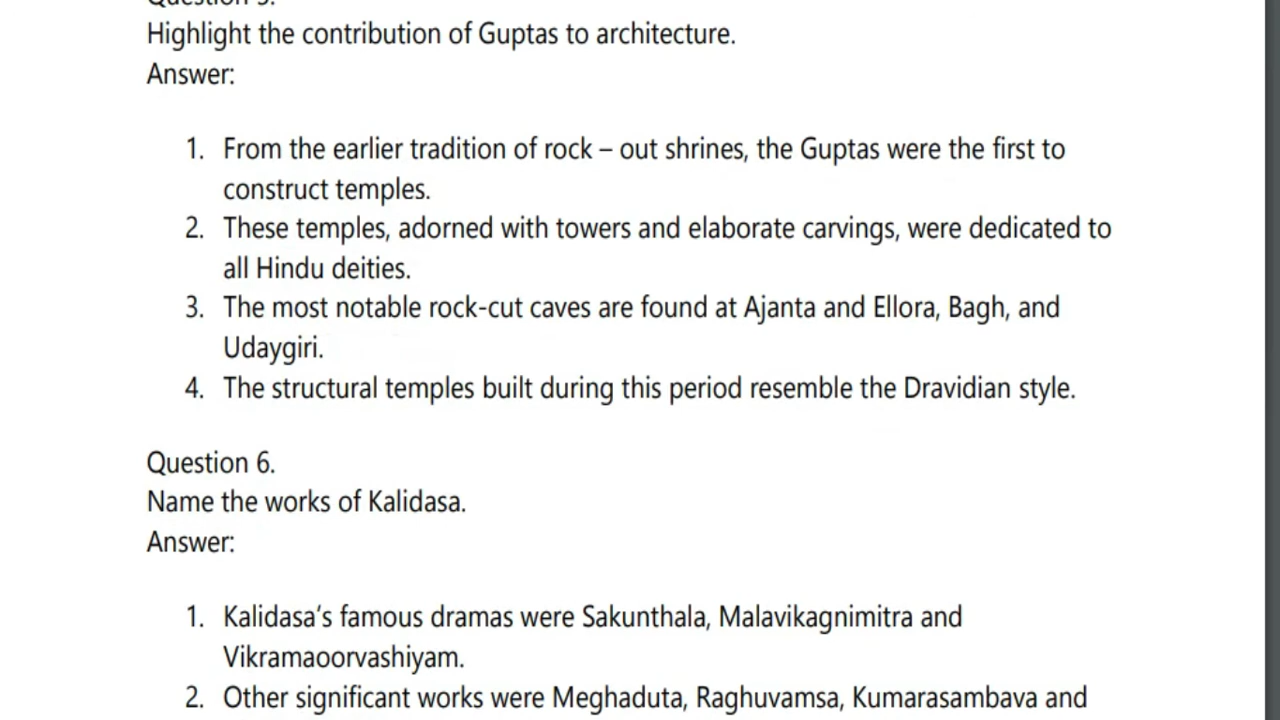 Question 5.
Highlight the contribution of Guptas to architecture.
Answer:
1. From the earlier tradition of rock – out shrines, the Guptas were the first to
construct temples.
2. These temples, adorned with towers and elaborate carvings, were dedicated to
all Hindu deities.
3. The most notable rock-cut caves are found at Ajanta and Ellora, Bagh, and
Udaygiri.
4. The structural temples built during this period resemble the Dravidian style.
Question 6.
Name the works of Kalidasa.
Answer:
1. Kalidasa's famous dramas were Sakunthala, Malavikagnimitra and
Vikramaoorvashiyam.
2. Other significant works were Meghaduta, Raghuvamsa, Kumarasambava and